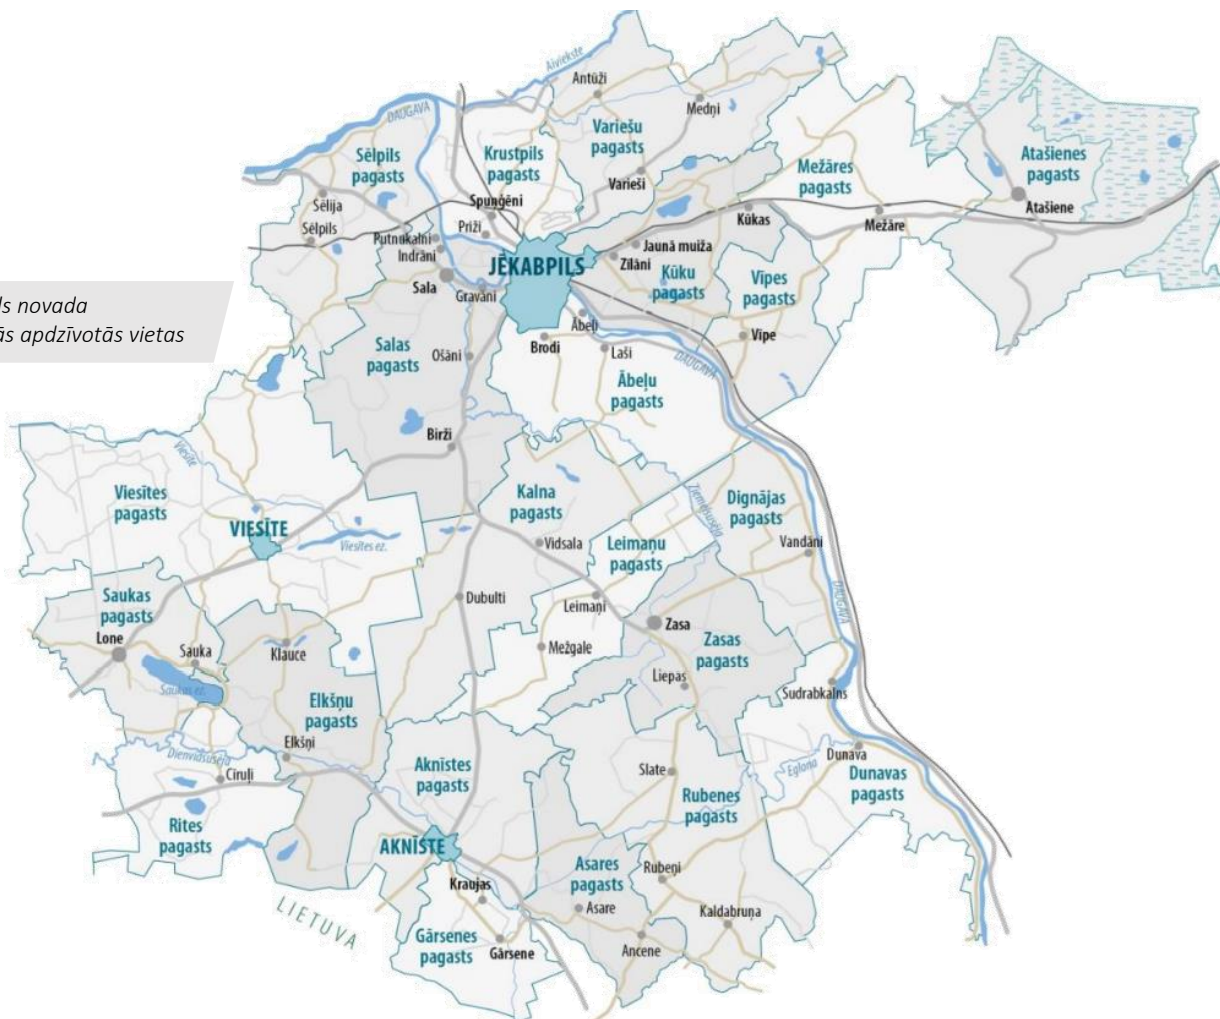 Aiviekste
Antūži
DAUGAVA
Medņi
Variešu
pagasts
Sēlpils
pagasts
Krustpils
pagasts
Mežāres
pagasts
Atašienes
pagasts
Varieši
Sēlija
Spunģēni
Kūkas
Atašiene
Sēlpils
Prīži
Mežāre
Putnukalni
Indrāni
Jaunā muiža
JĒKABPILS
Zīlāni
Kūku
pagasts
Vīpes
pagasts
Sala
Gravāni
ls novada
ās apdzīvotās vietas
Ābeļi
Vīpe
Salas
pagasts
Ošāni
Brodi
Laši
DAUGAVA
Ābeļu
pagasts
Birži
Viesīte
Viesītes
pagasts
Kalna
pagasts
Ziemeļsusēja
Dignājas
pagasts
VIESĪTE
Viesītes ez.
Vidsala
Leimaņu
pagasts
Vandāni
Saukas
pagasts
Dubulti
Leimaņi
DAUGAVA
Lone
Zasa
Sauka
Klauce
Mežgale
Zasas
pagasts
Saukas ez.
Liepas
Sudrabkalns
Elkšņu
pagasts
Elkšņi
Dienvidsusēja
Cīruļi
Aknīstes
pagasts
Slate
Eglona
Dunava
Dunavas
pagasts
Rubenes
pagasts
Rites
pagasts
AKNĪSTE
Asares
pagasts
Rubeņi
Kraujas
LIETUVA
Asare
Kaldabruņa
Gārsenes
pagasts
Gārsene
Ancene